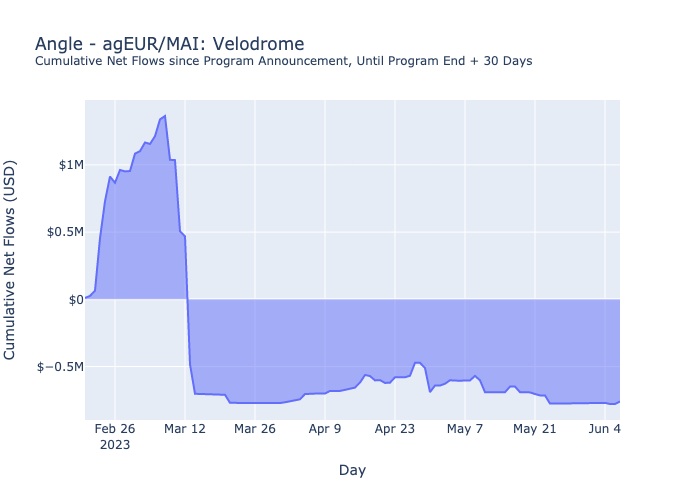 Angle - agEUR/MAI: Velodrome
Cumulative Net Flows since Program Announcement, Until Program End + 30 Days
Cumulative Net Flows (USD)
$1M
$0.5M
$0
$−0.5M
Feb 26
2023
Mar 12
Mar 26
Apr 9
Apr 23
May 7
May 21
Jun 4
Day